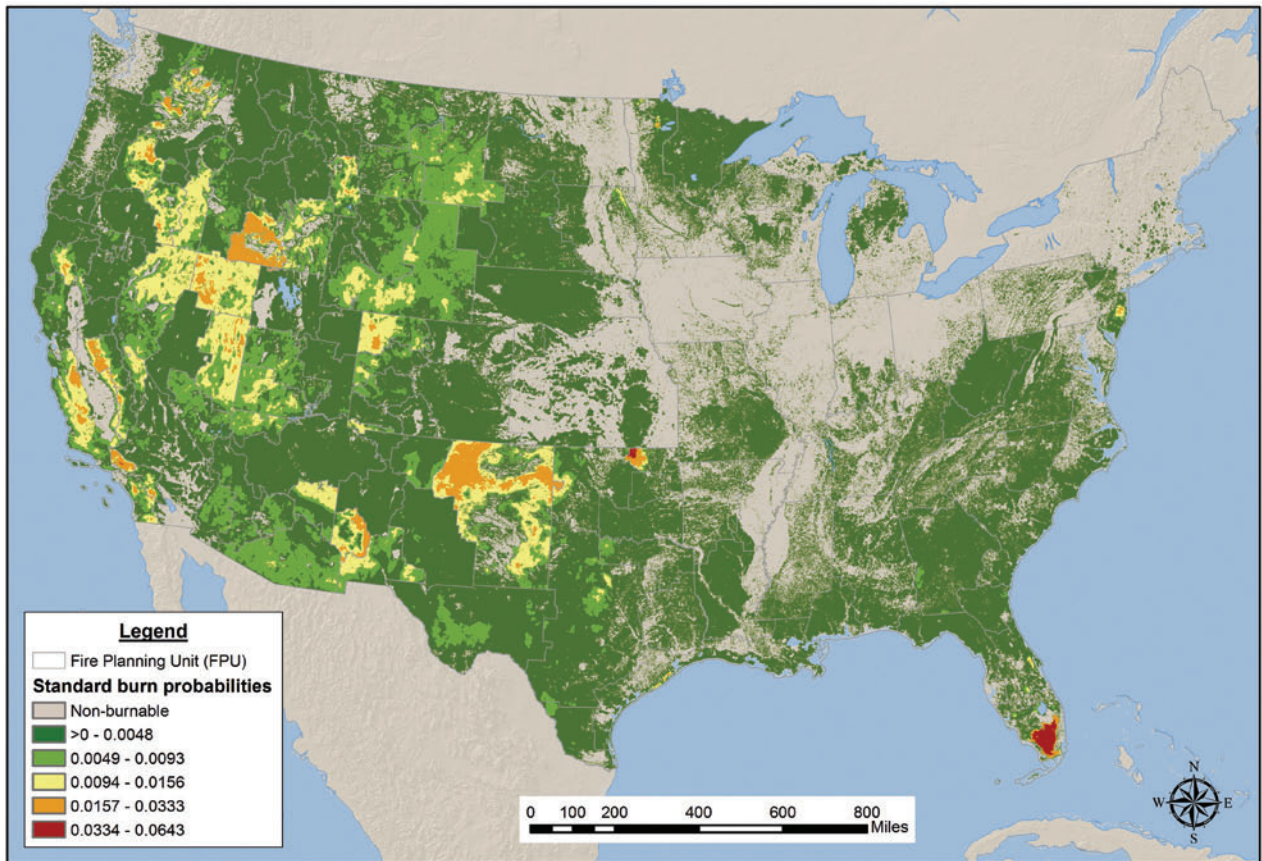 Legend
Fire Planning Unit (FPU)
Standard burn probabilities
Non-burnable
>0 - 0.0048
0.0049 - 0.0093
0.0094 - 0.0156
0.0157 - 0.0333
0.0334 - 0.0643
0 100 200 400 600 800
Miles
N
W E
S